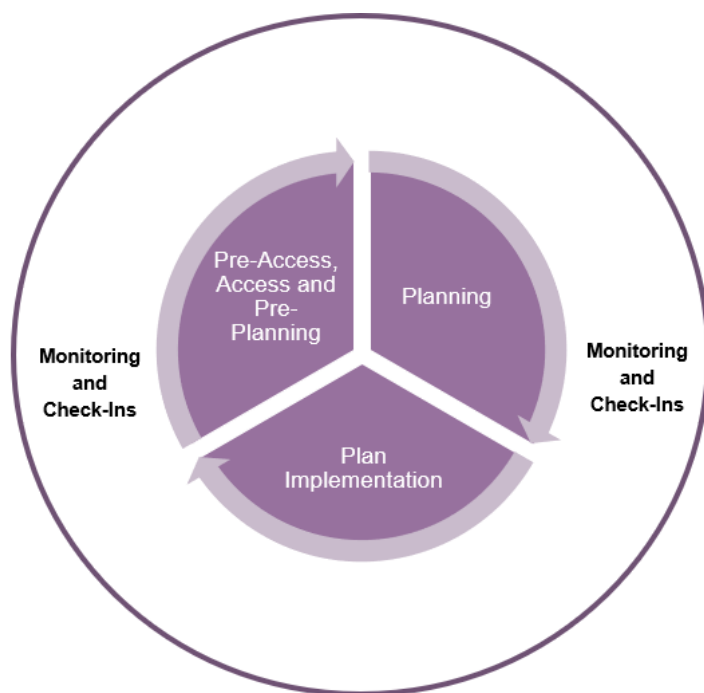 Pre-Access,
Access and
Pre-
Planning
Planning
Monitoring
and
Check-Ins
Monitoring
and
Check-Ins
Plan
Implementation